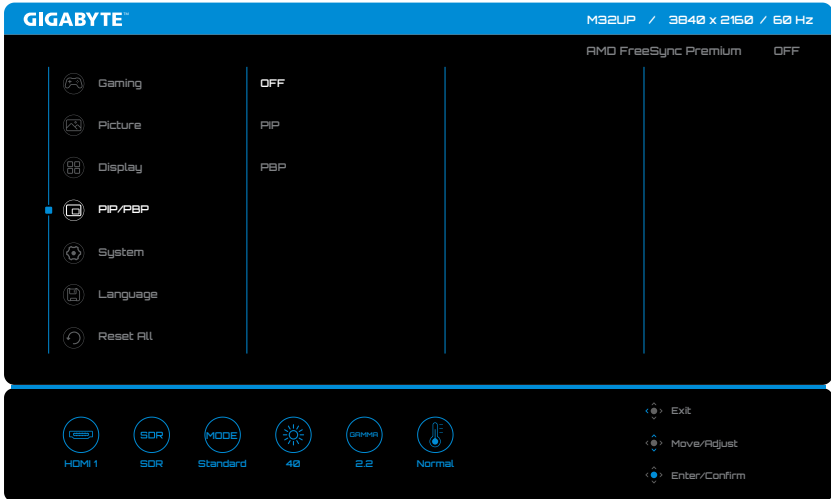 GIGABYTE™
M32UP / 3840 x 2160 / 60 Hz
AMD FreeSync Premium OFF
Gaming
OFF
Picture
PIP
Display
PBP
PIP/PBP
System
Language
Reset All
SDR
MODE
GAMMA
HDMI 1
SDR
Standard
40
2.2
Normal
Exit
Move/Adjust
Enter/Confirm